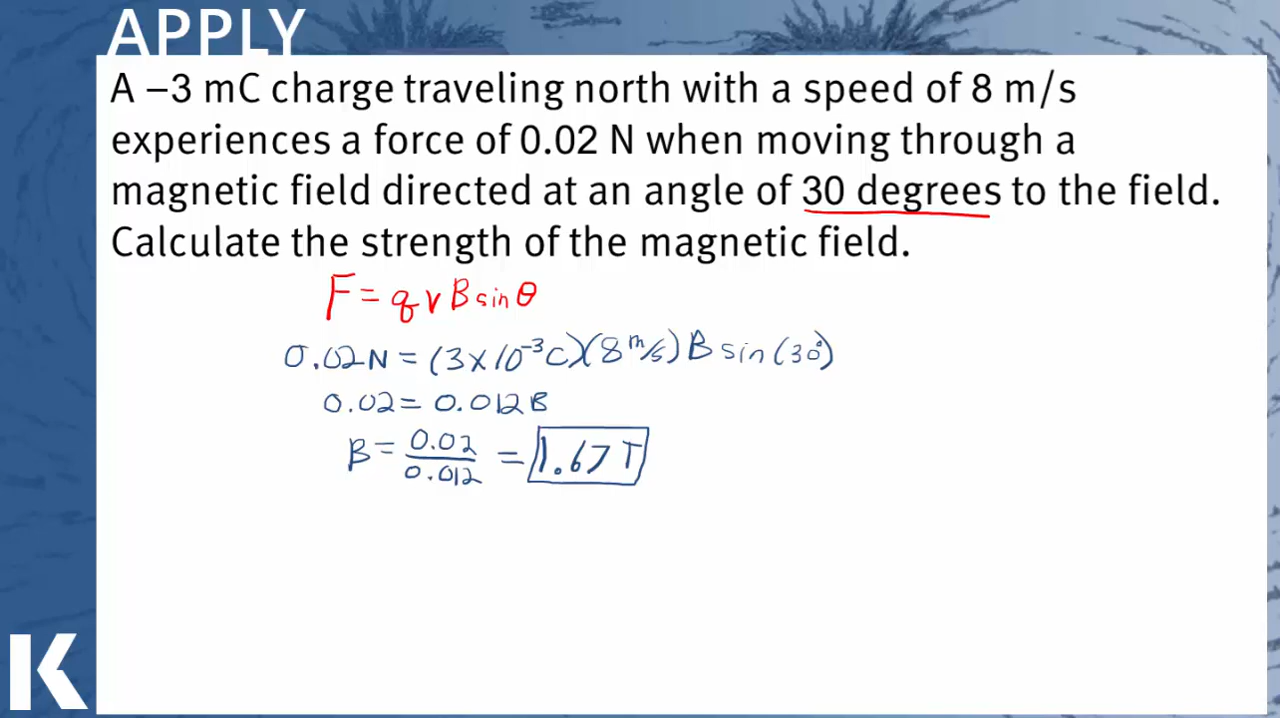 APPLY
A –3 mC charge traveling north with a speed of 8 m/s
experiences a force of 0.02 N when moving through a
magnetic field directed at an angle of 30 degrees to the field.
Calculate the strength of the magnetic field.
F = qvB sin θ
0.02N = (3x10⁻³C)(8 m/s) B sin(30°)
0.02 = 0.012B
B = 0.02/0.012 = 1.67 T
K